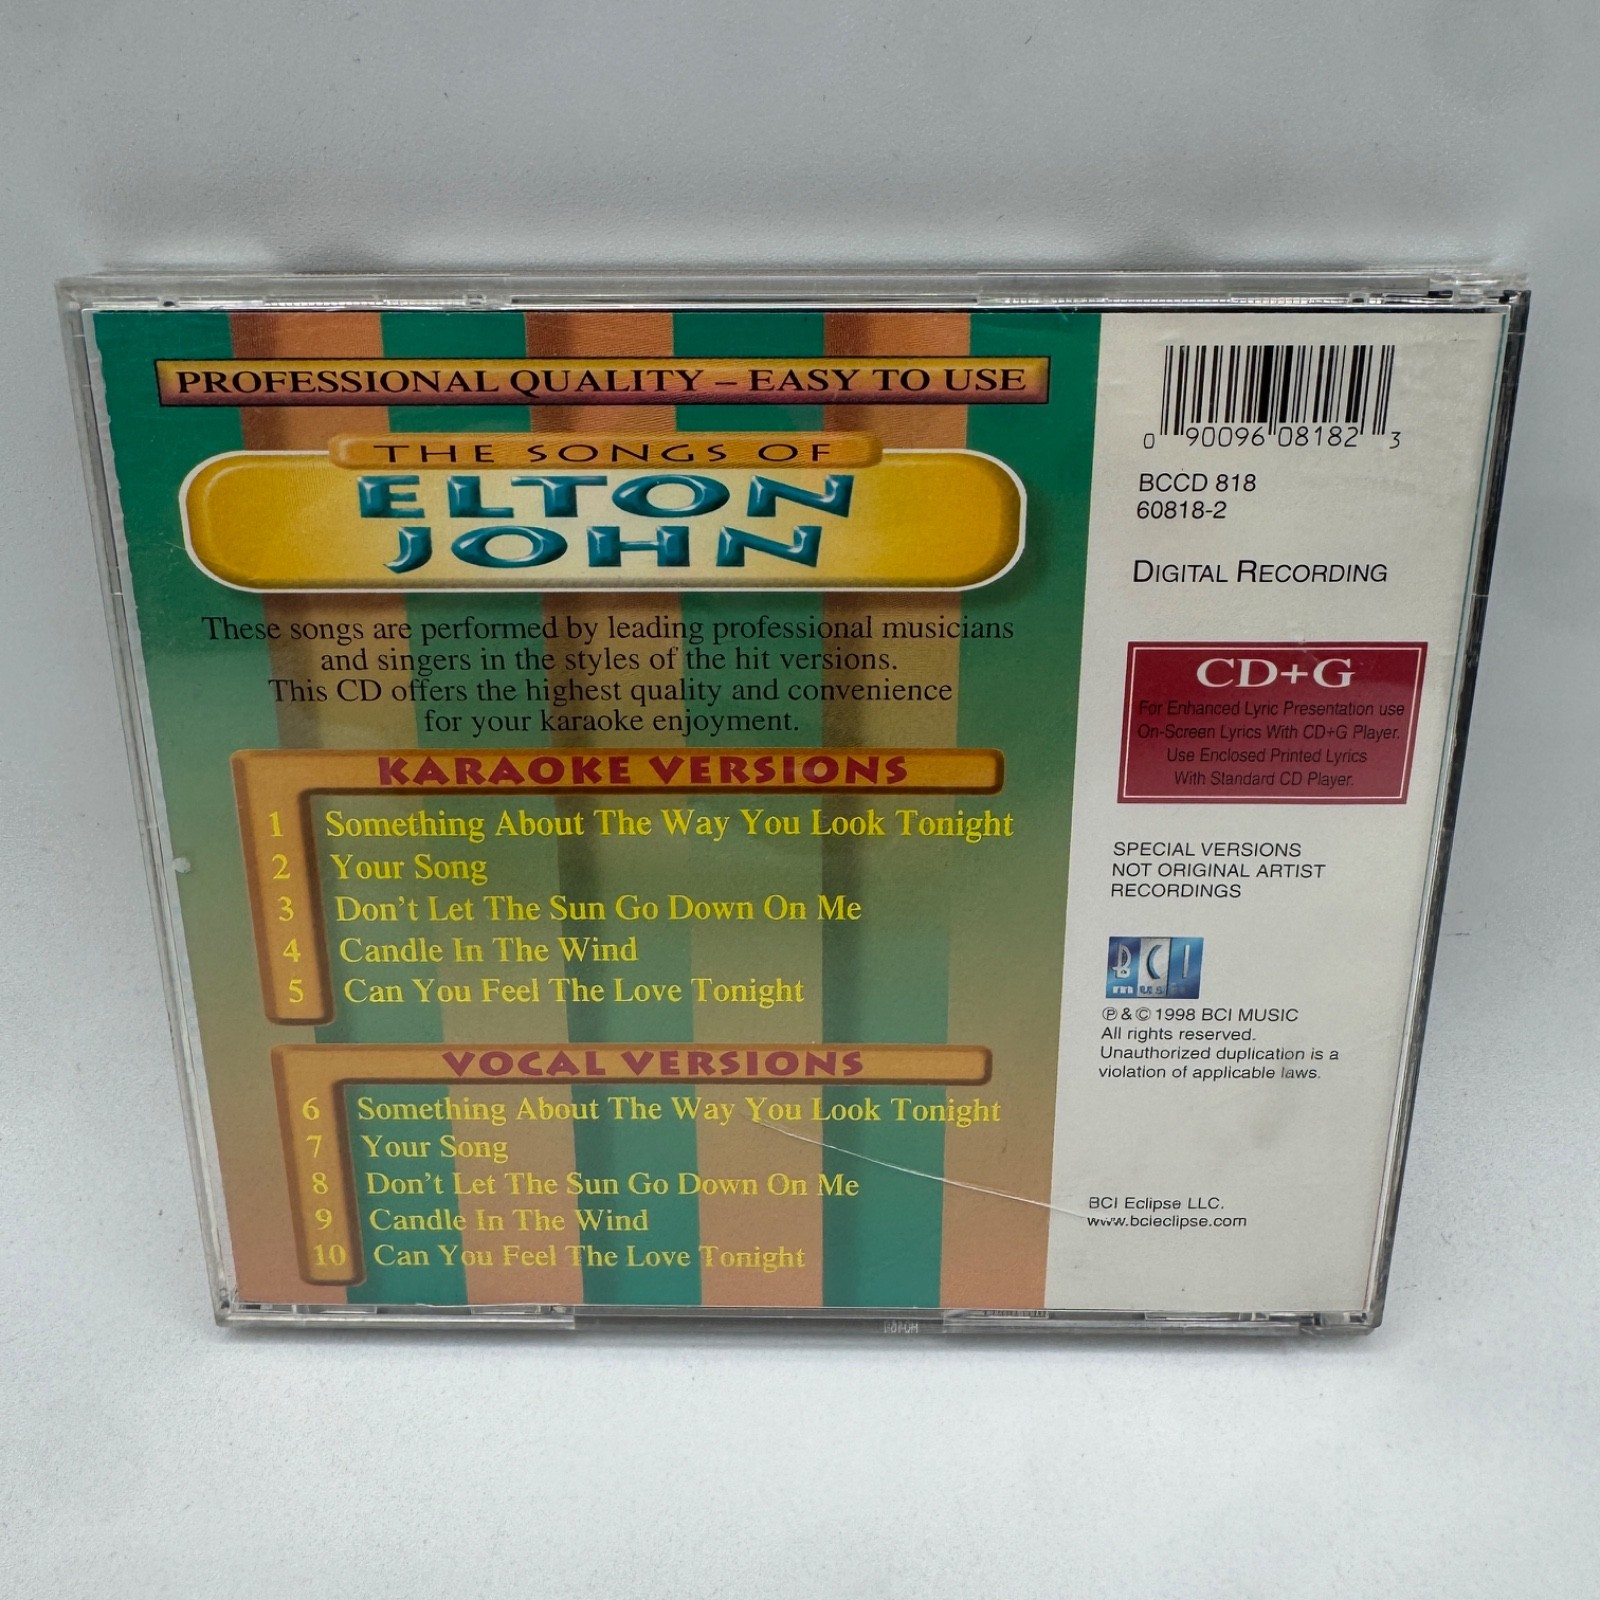 PROFESSIONAL QUALITY – EASY TO USE
THE SONGS OF
ELTON
JOHN
These songs are performed by leading professional musicians
and singers in the styles of the hit versions.
This CD offers the highest quality and convenience
for your karaoke enjoyment.
KARAOKE VERSIONS
1 Something About The Way You Look Tonight
2 Your Song
3 Don't Let The Sun Go Down On Me
4 Candle In The Wind
5 Can You Feel The Love Tonight
VOCAL VERSIONS
6 Something About The Way You Look Tonight
7 Your Song
8 Don't Let The Sun Go Down On Me
9 Candle In The Wind
10 Can You Feel The Love Tonight
0 90096 08182 3
BCCD 818
60818-2
DIGITAL RECORDING
CD+G
For Enhanced Lyric Presentation use
On-Screen Lyrics With CD+G Player.
Use Enclosed Printed Lyrics
With Standard CD Player.
SPECIAL VERSIONS
NOT ORIGINAL ARTIST
RECORDINGS
BCI
music
℗ & © 1998 BCI MUSIC
All rights reserved.
Unauthorized duplication is a
violation of applicable laws.
BCI Eclipse LLC.
www.bcieclipse.com